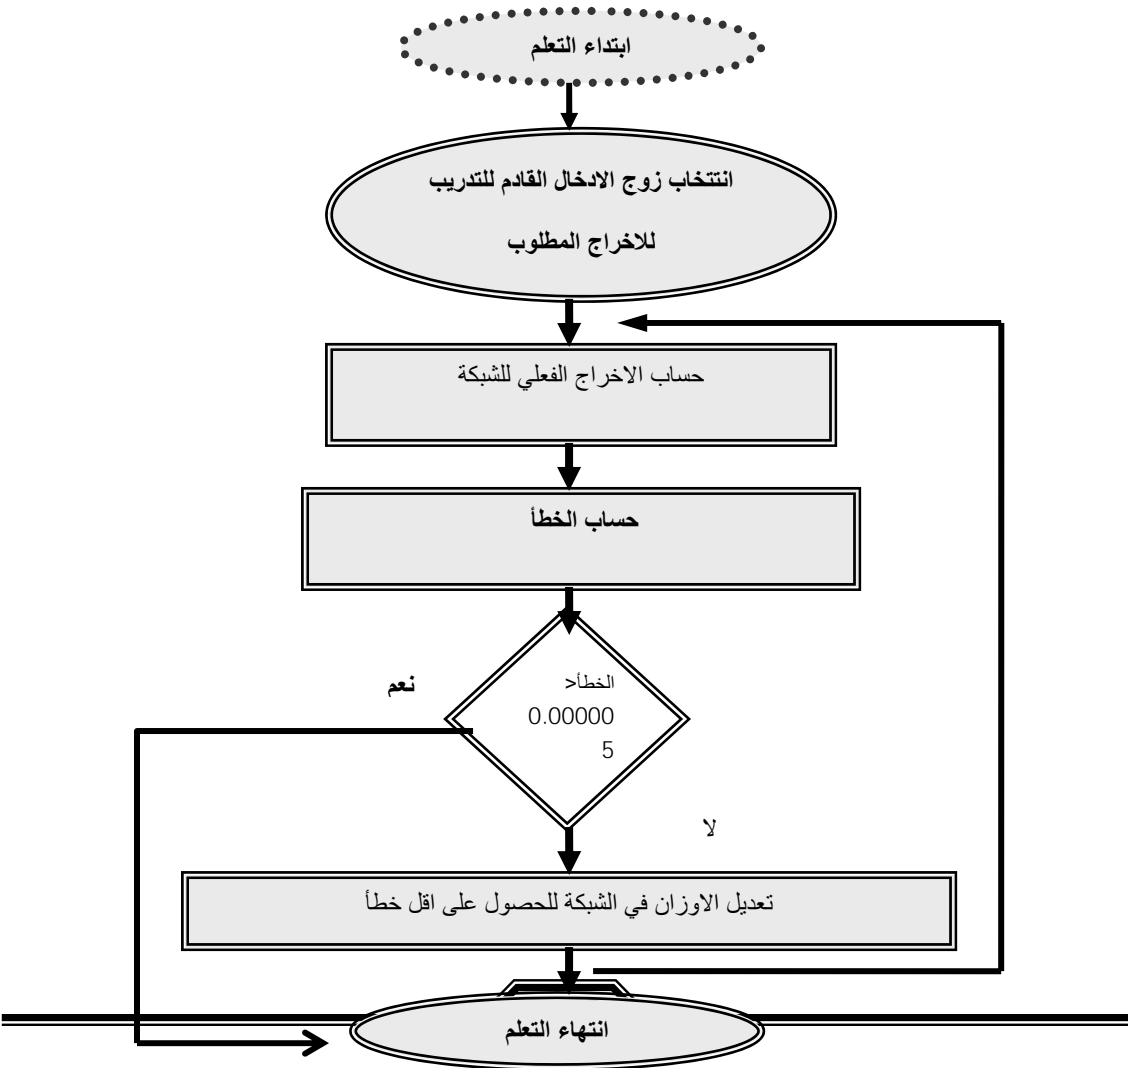 ابتداء التعلم
انتتخاب زوج الادخال القادم للتدريب
للاخراج المطلوب
حساب الاخراج الفعلي للشبكة
حساب الخطأ
الخطأ<
0.00000
5
نعم
لا
تعديل الاوزان في الشبكة للحصول على اقل خطأ
انتهاء التعلم